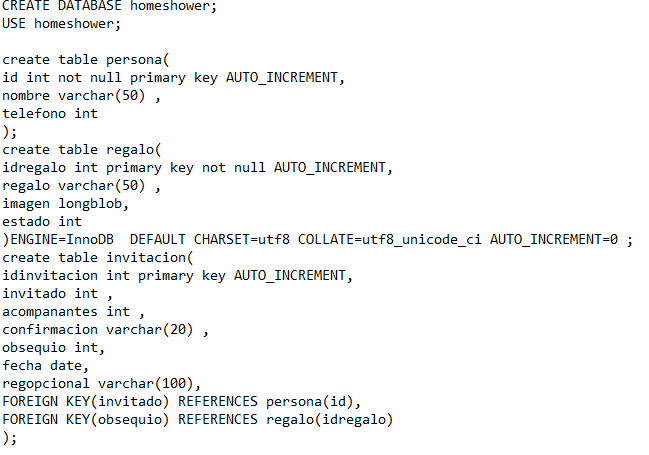 CREATE DATABASE homeshower;
USE homeshower;
create table persona(
id int not null primary key AUTO_INCREMENT,
nombre varchar(50) ,
telefono int
);
create table regalo(
idregalo int primary key not null AUTO_INCREMENT,
regalo varchar(50) ,
imagen longblob,
estado int
)ENGINE=InnoDB  DEFAULT CHARSET=utf8 COLLATE=utf8_unicode_ci AUTO_INCREMENT=0 ;
create table invitacion(
idinvitacion int primary key AUTO_INCREMENT,
invitado int ,
acompanantes int ,
confirmacion varchar(20) ,
obsequio int,
fecha date,
regopcional varchar(100),
FOREIGN KEY(invitado) REFERENCES persona(id),
FOREIGN KEY(obsequio) REFERENCES regalo(idregalo)
);